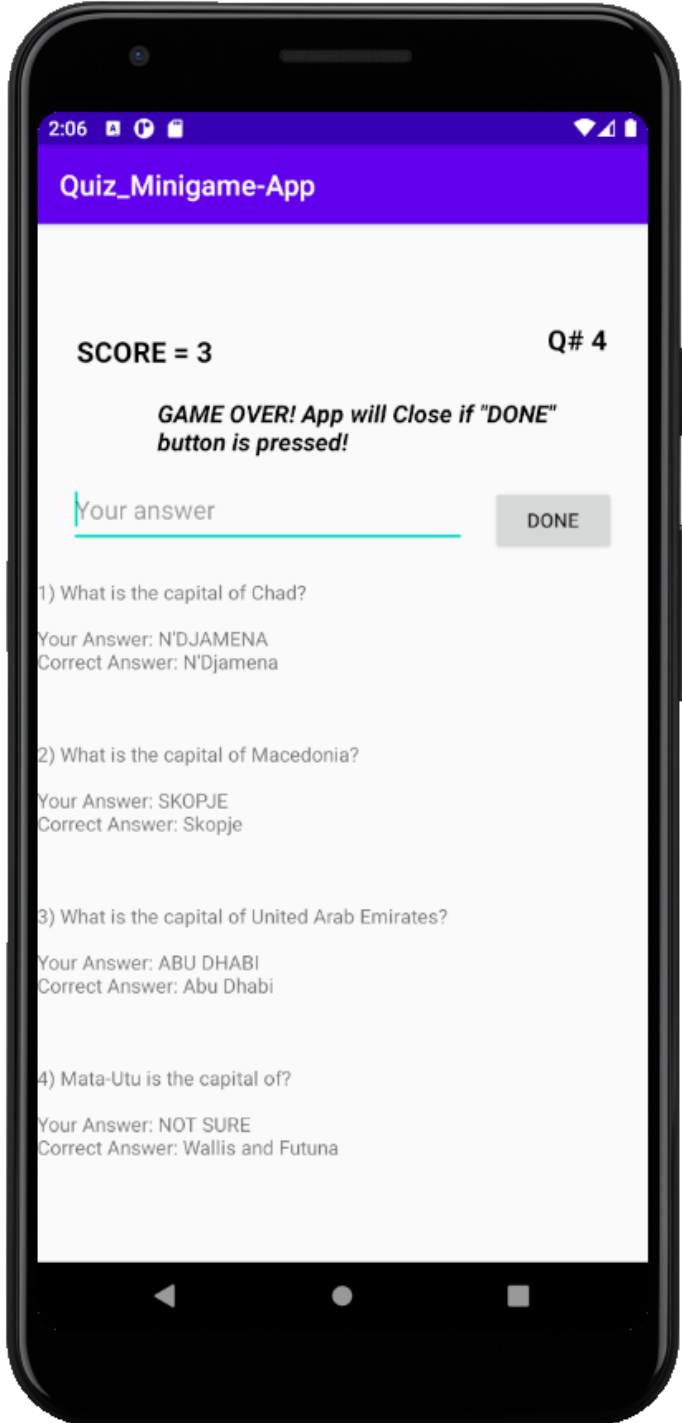 2:06
Quiz_Minigame-App
SCORE = 3
Q# 4
GAME OVER! App will Close if "DONE"
button is pressed!
Your answer
DONE
1) What is the capital of Chad?
Your Answer: N'DJAMENA
Correct Answer: N'Djamena
2) What is the capital of Macedonia?
Your Answer: SKOPJE
Correct Answer: Skopje
3) What is the capital of United Arab Emirates?
Your Answer: ABU DHABI
Correct Answer: Abu Dhabi
4) Mata-Utu is the capital of?
Your Answer: NOT SURE
Correct Answer: Wallis and Futuna